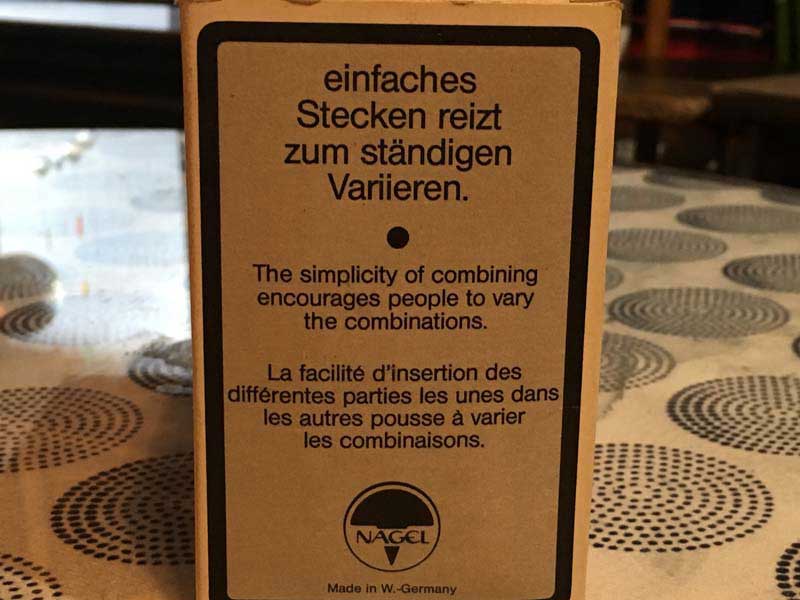 einfaches
Stecken reizt
zum ständigen
Variieren.
The simplicity of combining
encourages people to vary
the combinations.
La facilité d'insertion des
différentes parties les unes dans
les autres pousse à varier
les combinaisons.
NAGEL
Made in W.-Germany